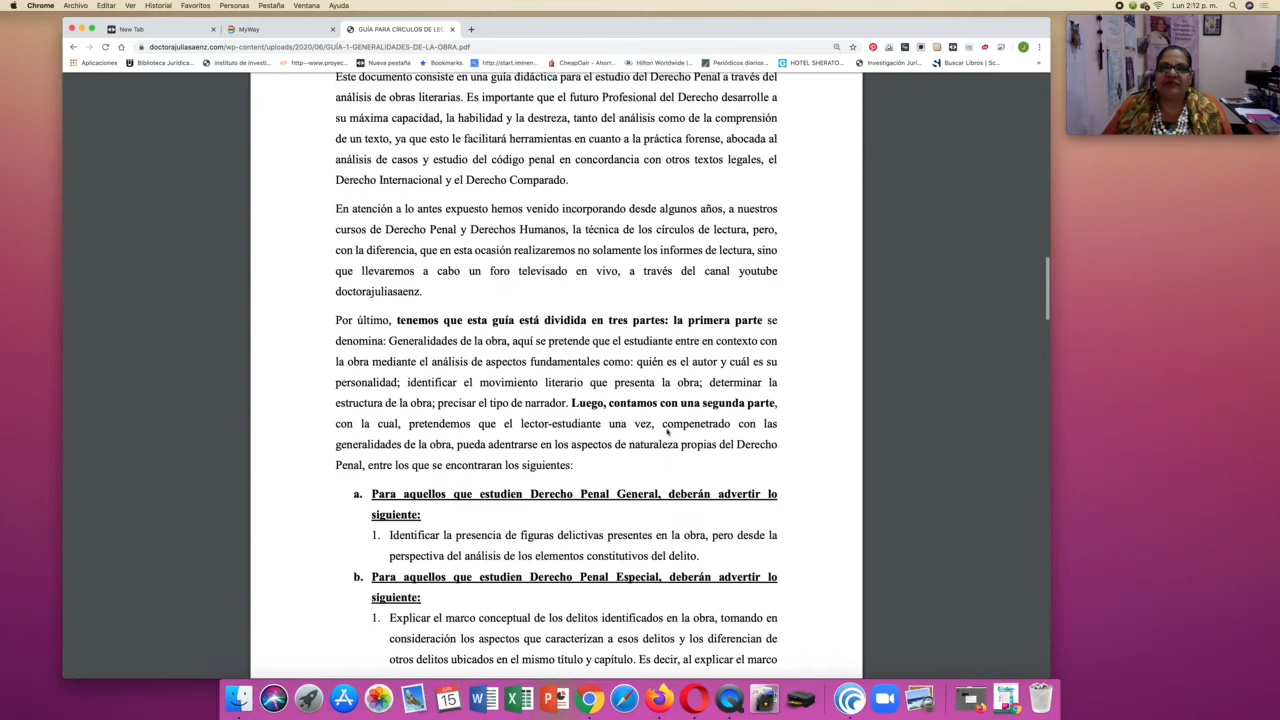 Chrome Archivo Editar Ver Historial Favoritos Personas Pestaña Ventana Ayuda
Lun 2:12 p. m.
New Tab
MyWay
GUÍA PARA CÍRCULOS DE LEC
doctorajuliasaenz.com/wp-content/uploads/2020/06/GUÍA-1-GENERALIDADES-DE-LA-OBRA.pdf
J
Aplicaciones Biblioteca Jurídica... instituto de investi... http--www.proyec... Nueva pestaña Bookmarks. http://start.iminen... CheapOair - Ahorr... Hilton Worldwide (... Periódicos diarios... HOTEL SHERATO... Investigación Jurídi... Buscar Libros | Sci... »
Este documento consiste en una guía didáctica para el estudio del Derecho Penal a través del
análisis de obras literarias. Es importante que el futuro Profesional del Derecho desarrolle a
su máxima capacidad, la habilidad y la destreza, tanto del análisis como de la comprensión
de un texto, ya que esto le facilitará herramientas en cuanto a la práctica forense, abocada al
análisis de casos y estudio del código penal en concordancia con otros textos legales, el
Derecho Internacional y el Derecho Comparado.
En atención a lo antes expuesto hemos venido incorporando desde algunos años, a nuestros
cursos de Derecho Penal y Derechos Humanos, la técnica de los círculos de lectura, pero,
con la diferencia, que en esta ocasión realizaremos no solamente los informes de lectura, sino
que llevaremos a cabo un foro televisado en vivo, a través del canal youtube
doctorajuliasaenz.
Por último, tenemos que esta guía está dividida en tres partes: la primera parte se
denomina: Generalidades de la obra, aquí se pretende que el estudiante entre en contexto con
la obra mediante el análisis de aspectos fundamentales como: quién es el autor y cuál es su
personalidad; identificar el movimiento literario que presenta la obra; determinar la
estructura de la obra; precisar el tipo de narrador. Luego, contamos con una segunda parte,
con la cual, pretendemos que el lector-estudiante una vez, compenetrado con las
generalidades de la obra, pueda adentrarse en los aspectos de naturaleza propias del Derecho
Penal, entre los que se encontraran los siguientes:
a. Para aquellos que estudien Derecho Penal General, deberán advertir lo
siguiente:
1. Identificar la presencia de figuras delictivas presentes en la obra, pero desde la
perspectiva del análisis de los elementos constitutivos del delito.
b. Para aquellos que estudien Derecho Penal Especial, deberán advertir lo
siguiente:
1. Explicar el marco conceptual de los delitos identificados en la obra, tomando en
consideración los aspectos que caracterizan a esos delitos y los diferencian de
otros delitos ubicados en el mismo título y capítulo. Es decir, al explicar el marco
JUN
15